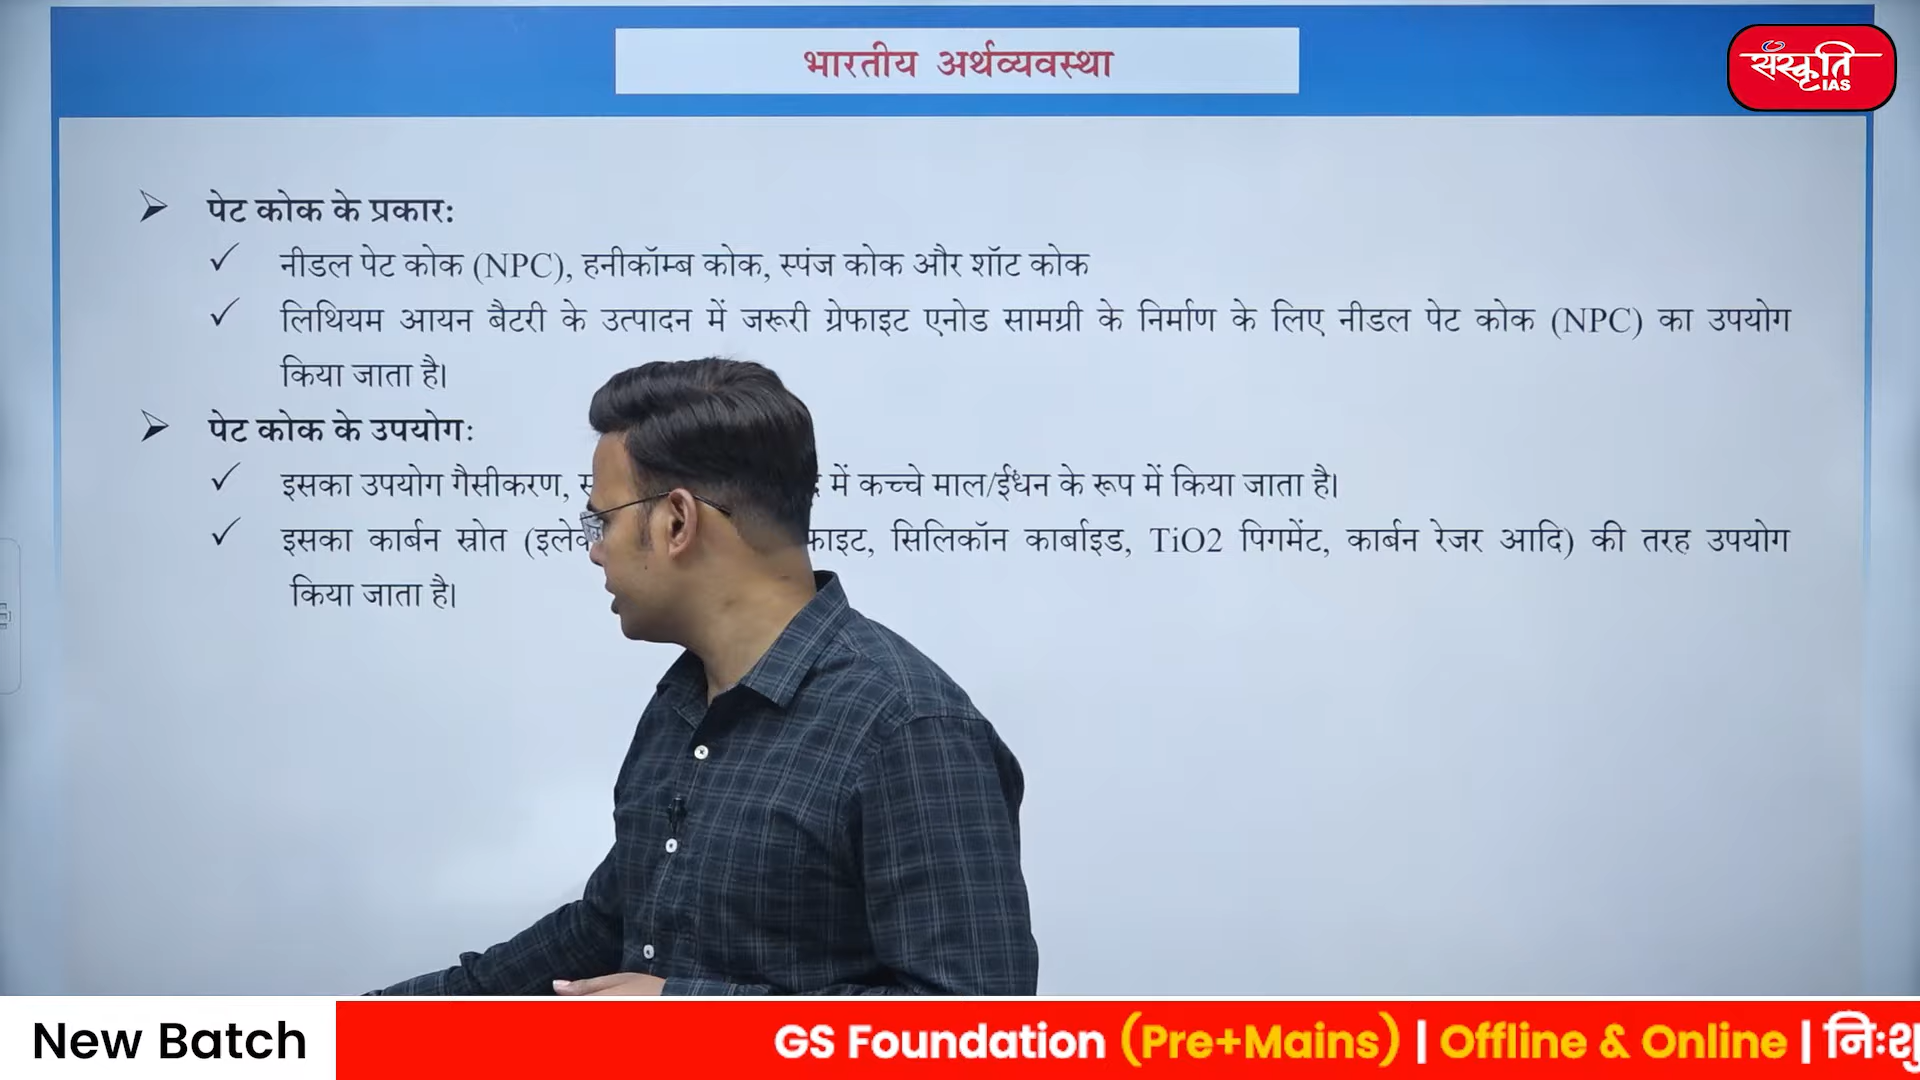 भारतीय अर्थव्यवस्था
संस्कृति
IAS
पेट कोक के प्रकार:
नीडल पेट कोक (NPC), हनीकॉम्ब कोक, स्पंज कोक और शॉट कोक
लिथियम आयन बैटरी के उत्पादन में जरूरी ग्रेफाइट एनोड सामग्री के निर्माण के लिए नीडल पेट कोक (NPC) का उपयोग
किया जाता है।
पेट कोक के उपयोग:
इसका उपयोग गैसीकरण, में कच्चे माल/ईंधन के रूप में किया जाता है।
इसका कार्बन स्रोत सिलिकॉन कार्बाइड, TiO2 पिगमेंट, कार्बन रेजर आदि) की तरह उपयोग
किया जाता है।
New Batch
GS Foundation (Pre+Mains) | Offline & Online |